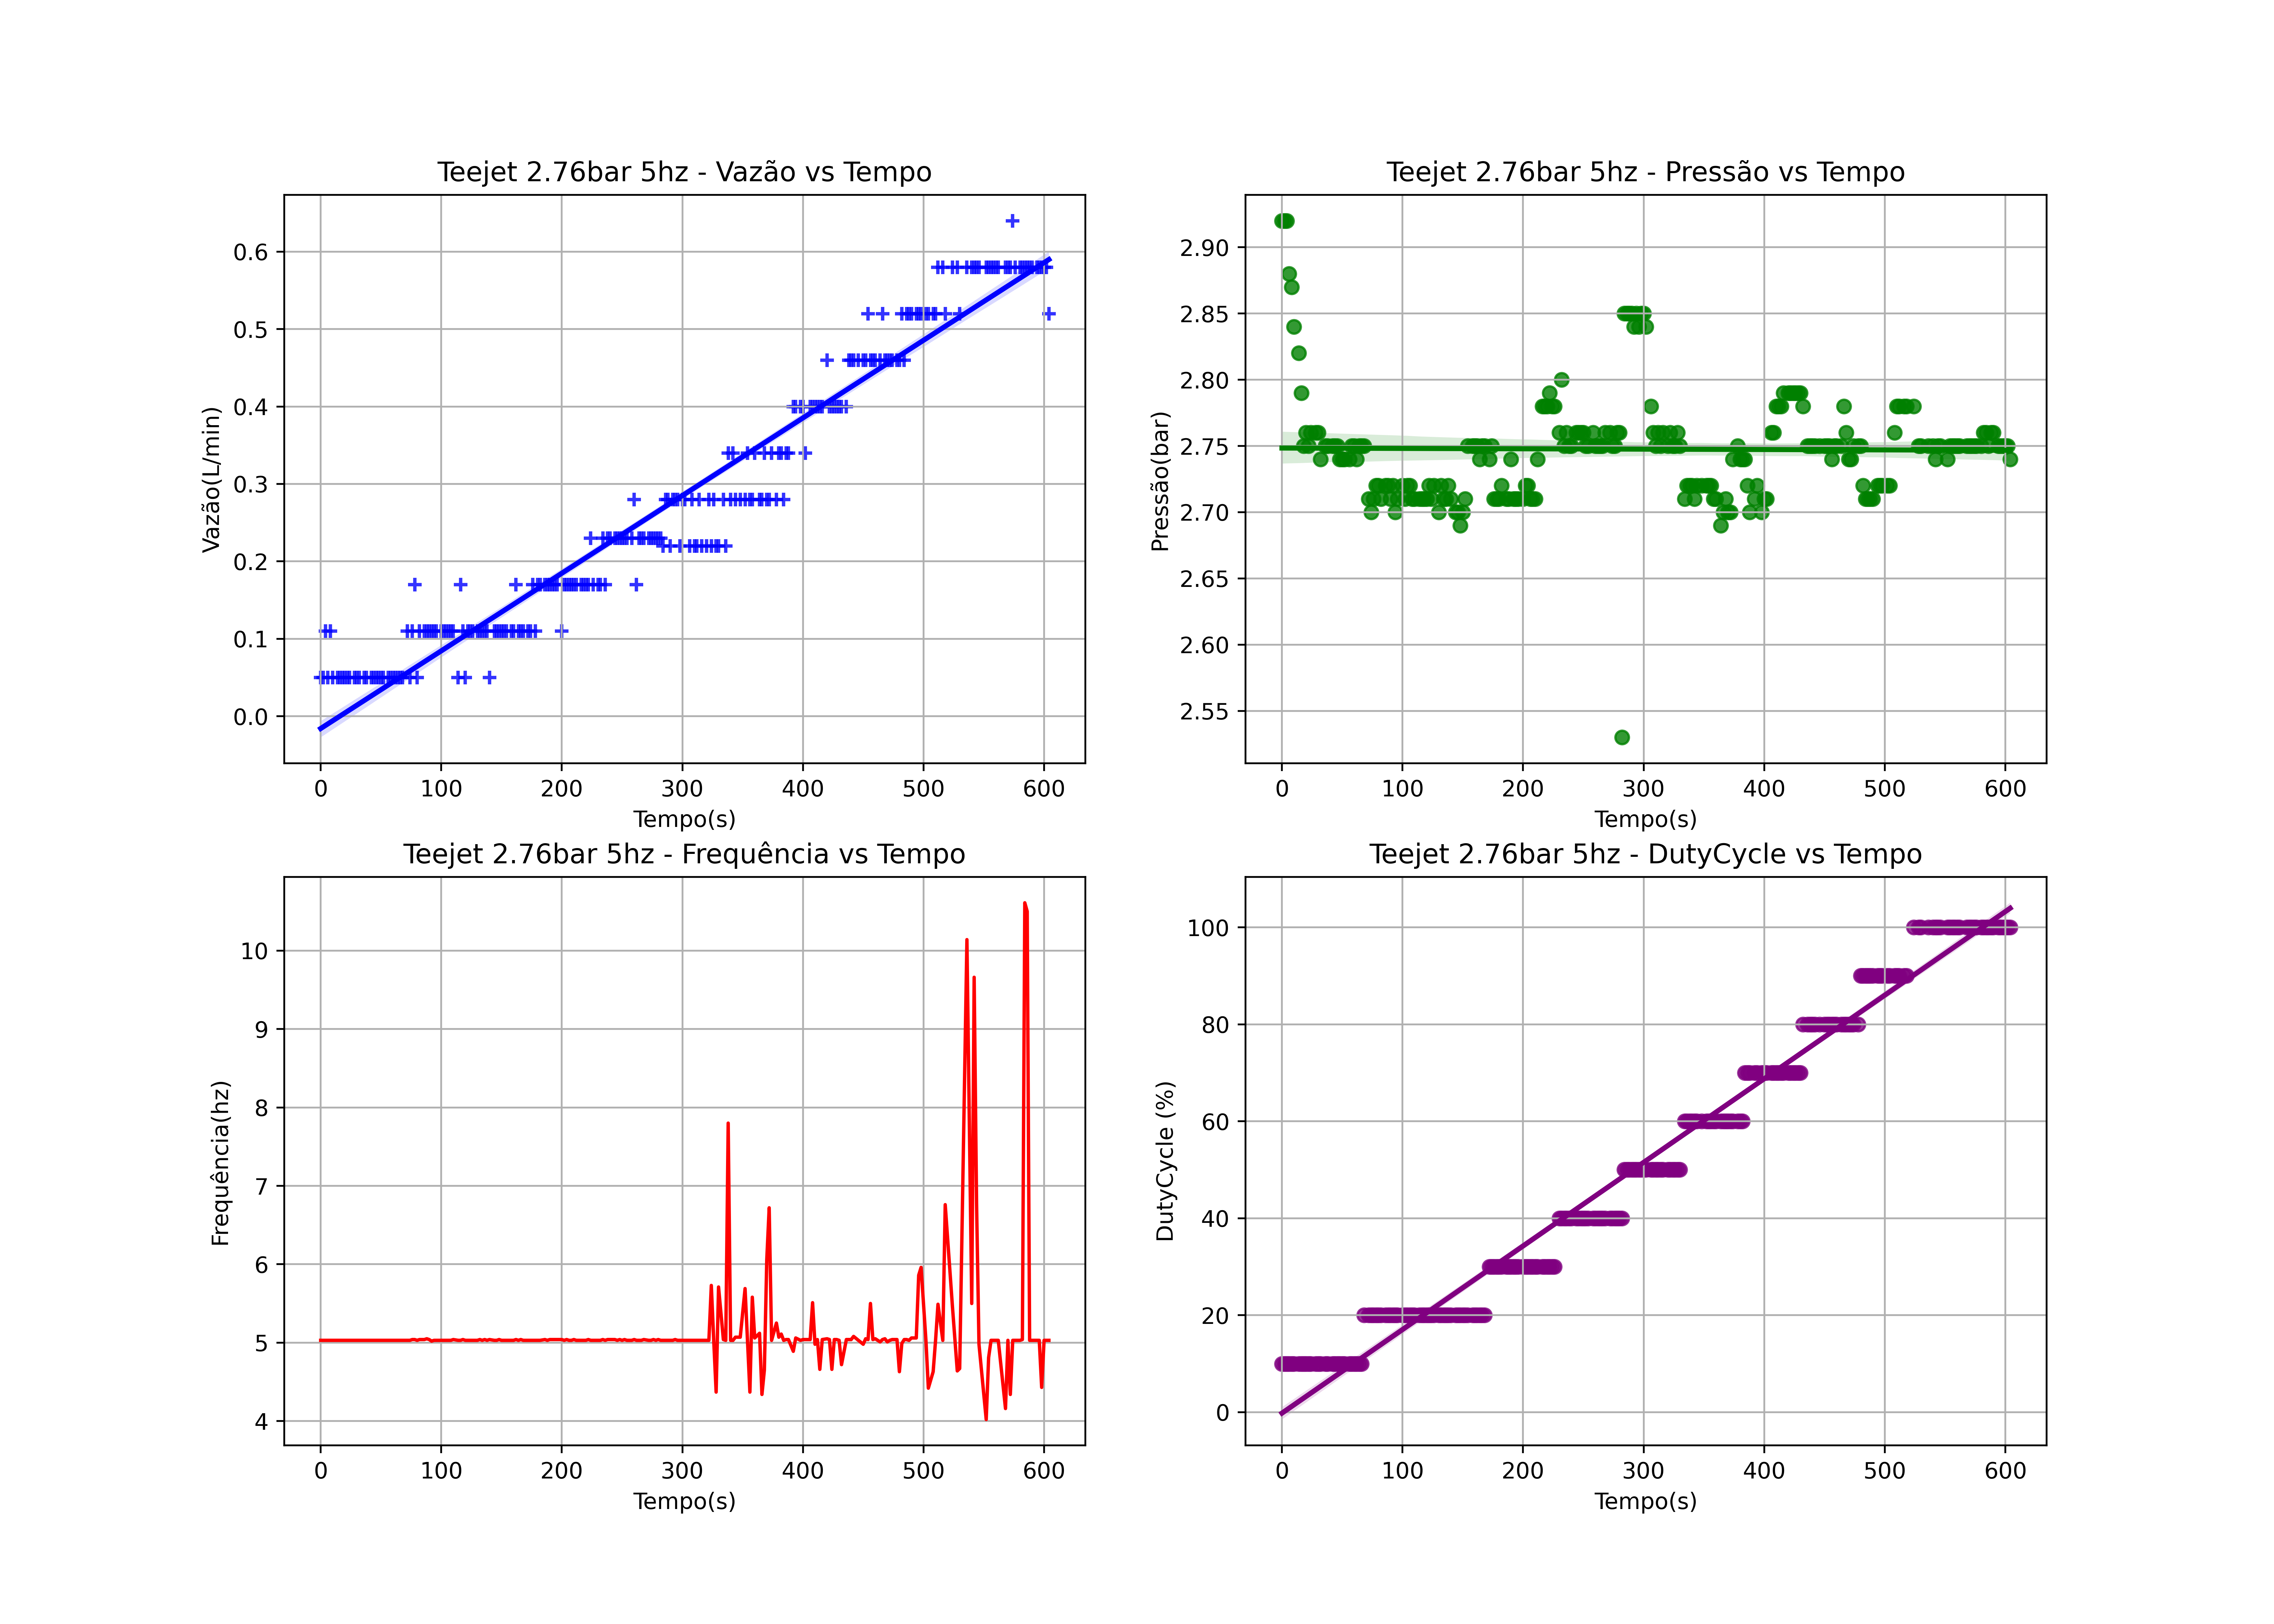 Teejet 2.76bar 5hz - Vazão vs Tempo
0.6
0.5
0.4
0.3
0.2
0.1
0.0
Vazão(L/min)
0 100 200 300 400 500 600
Tempo(s)
Teejet 2.76bar 5hz - Pressão vs Tempo
2.90
2.85
2.80
2.75
2.70
2.65
2.60
2.55
Pressão(bar)
0 100 200 300 400 500 600
Tempo(s)
Teejet 2.76bar 5hz - Frequência vs Tempo
10
9
8
7
6
5
4
Frequência(hz)
0 100 200 300 400 500 600
Tempo(s)
Teejet 2.76bar 5hz - DutyCycle vs Tempo
100
80
60
40
20
0
DutyCycle (%)
0 100 200 300 400 500 600
Tempo(s)